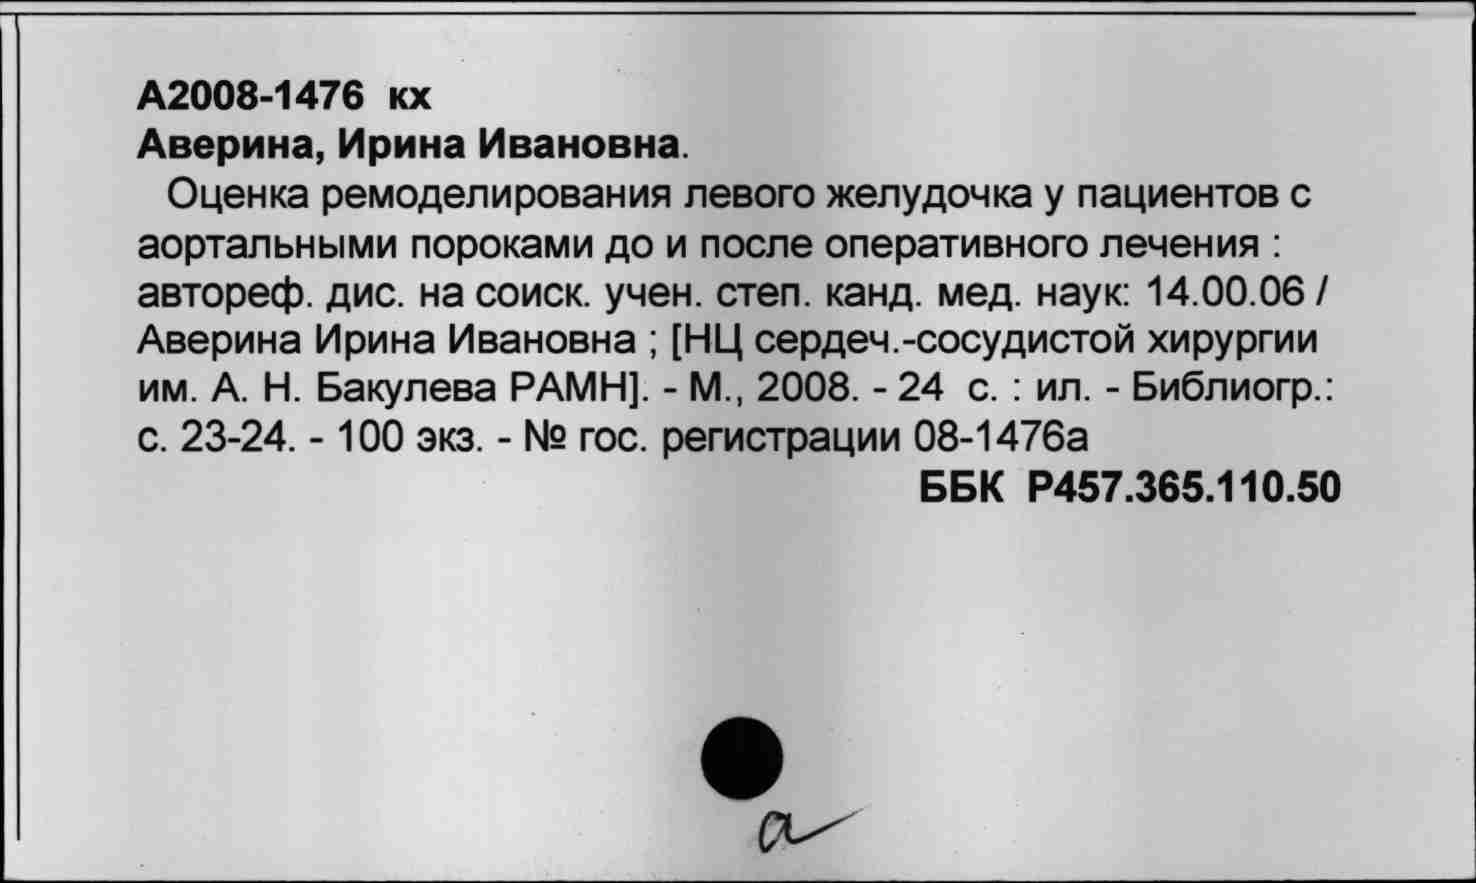 А2008-1476 кх
Аверина, Ирина Ивановна.
Оценка ремоделирования левого желудочка у пациентов с
аортальными пороками до и после оперативного лечения :
автореф. дис. на соиск. учен. степ. канд. мед. наук: 14.00.06 /
Аверина Ирина Ивановна ; [НЦ сердеч.-сосудистой хирургии
им. А. Н. Бакулева РАМН]. - М., 2008. - 24 с. : ил. - Библиогр.:
с. 23-24. - 100 экз. - № гос. регистрации 08-1476а
ББК Р457.365.110.50
а